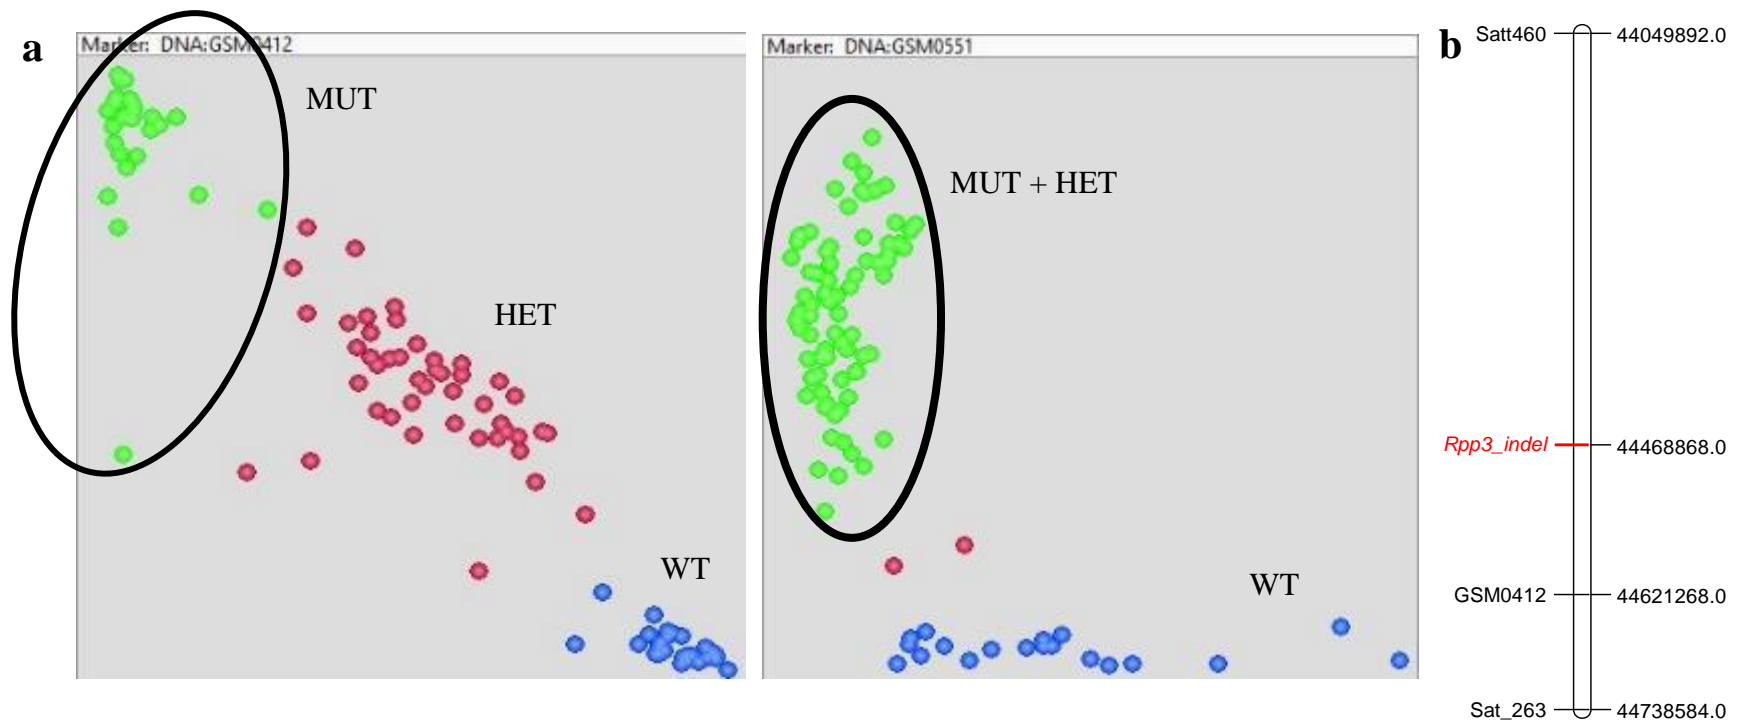 a
Marker: DNA:GSM0412
MUT
HET
WT
Marker: DNA:GSM0551
MUT + HET
WT
b
Satt460 44049892.0
Rpp3_indel 44468868.0
GSM0412 44621268.0
Sat_263 44738584.0